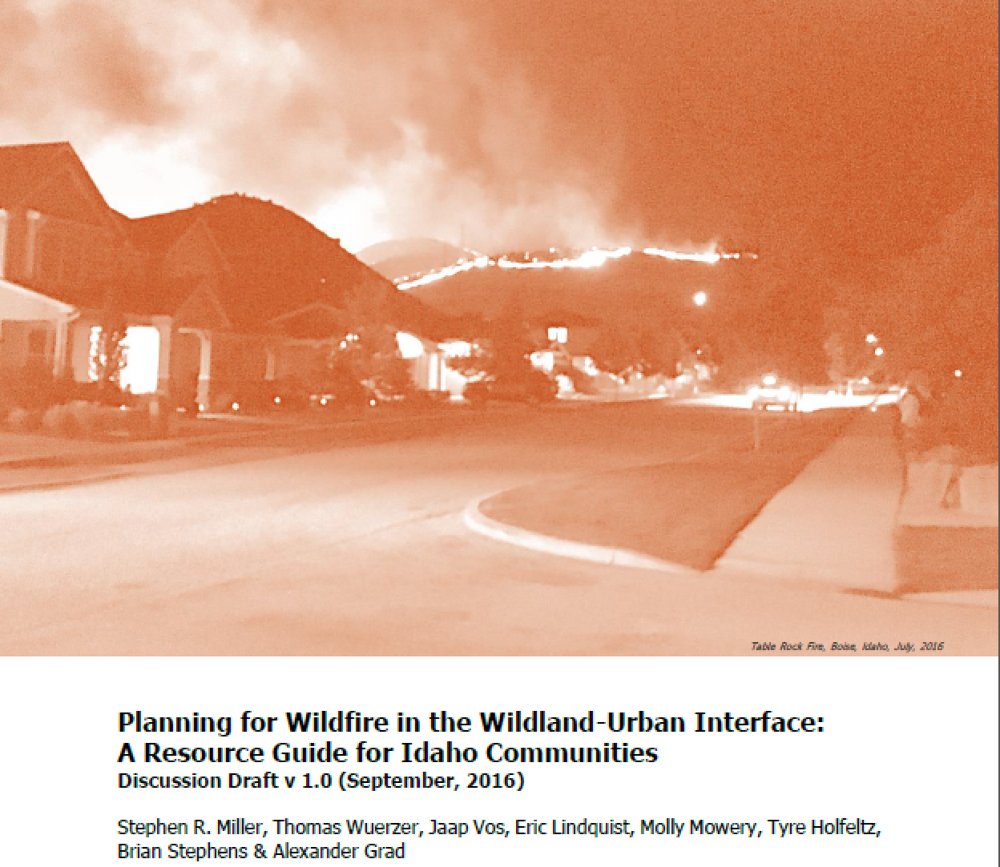 Table Rock Fire, Boise, Idaho, July, 2016
Planning for Wildfire in the Wildland-Urban Interface:
A Resource Guide for Idaho Communities
Discussion Draft v 1.0 (September, 2016)
Stephen R. Miller, Thomas Wuerzer, Jaap Vos, Eric Lindquist, Molly Mowery, Tyre Holfeltz,
Brian Stephens & Alexander Grad